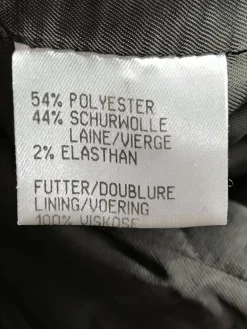 54% POLYESTER
44% SCHURWOLLE
LAINE/VIERGE
2% ELASTHAN
FUTTER/DOUBLURE
LINING/VOERING
100% VISKOSE